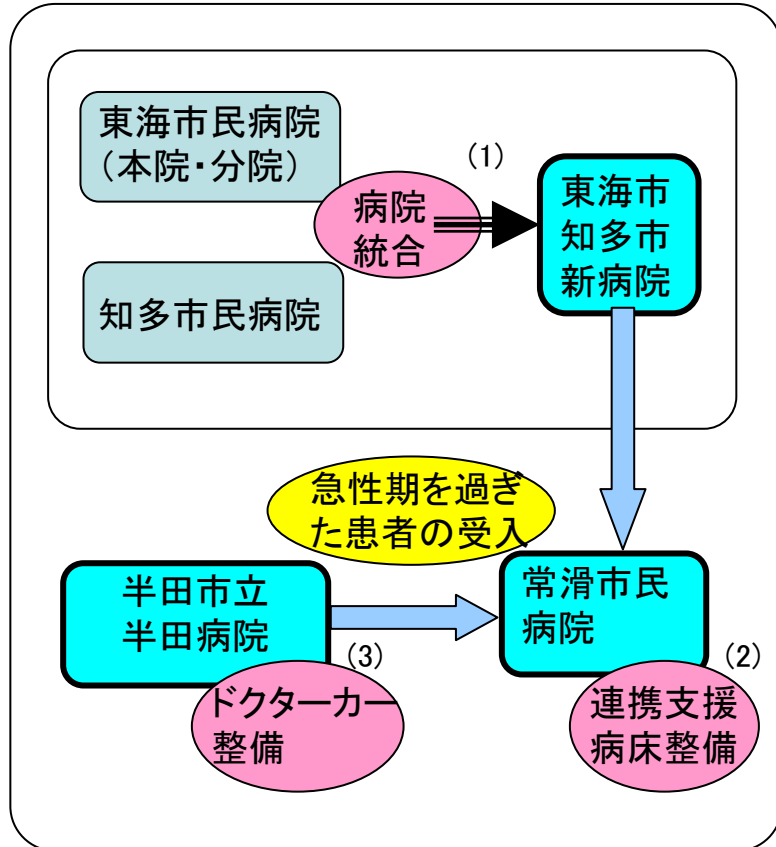 東海市民病院
（本院・分院）
(1)
病院
統合
東海市
知多市
新病院
知多市民病院
急性期を過ぎ
た患者の受入
半田市立
半田病院
常滑市民
病院
(3)
(2)
ドクターカー
整備
連携支援
病床整備